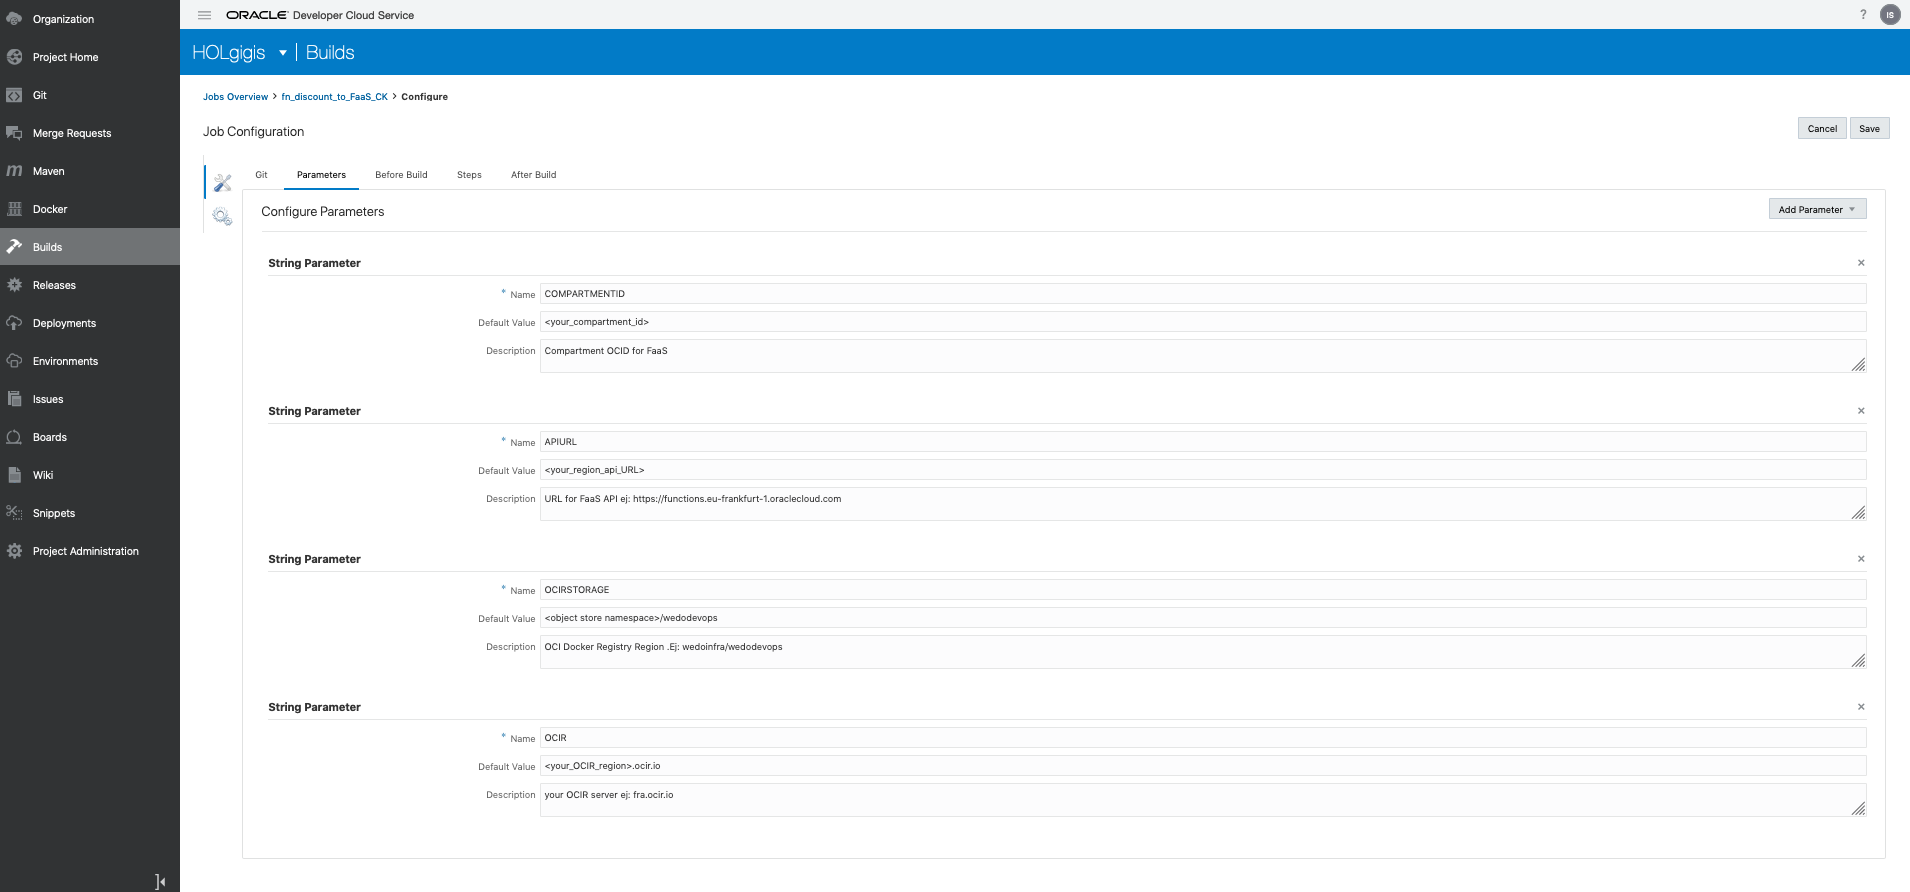 Organization
Project Home
Git
Merge Requests
Maven
Docker
Builds
Releases
Deployments
Environments
Issues
Boards
Wiki
Snippets
Project Administration
ORACLE Developer Cloud Service
? IS
HOLgigis Builds
Jobs Overview > fn_discount_to_FaaS_CK > Configure
Job Configuration
Cancel Save
Git Parameters Before Build Steps After Build
Configure Parameters
Add Parameter
String Parameter
* Name COMPARTMENTID
Default Value <your_compartment_id>
Description Compartment OCID for FaaS
String Parameter
* Name APIURL
Default Value <your_region_api_URL>
Description URL for FaaS API ej: https://functions.eu-frankfurt-1.oraclecloud.com
String Parameter
* Name OCIRSTORAGE
Default Value <object store namespace>/wedodevops
Description OCI Docker Registry Region .Ej: wedoinfra/wedodevops
String Parameter
* Name OCIR
Default Value <your_OCIR_region>.ocir.io
Description your OCIR server ej: fra.ocir.io